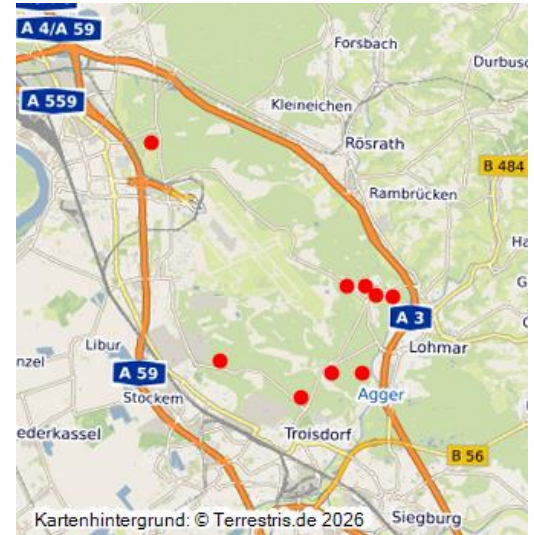 A 4/A 59
Forsbach
Durbusc
A 559
Kleineichen
Rösrath
B 484
Rambrücken
Ha
G
A 3
Libur
Lohmar
nzel
A 59
Stockem
Agger
ederkassel
Troisdorf
B 56
Siegburg
Kartenhintergrund: © Terrestris.de 2026